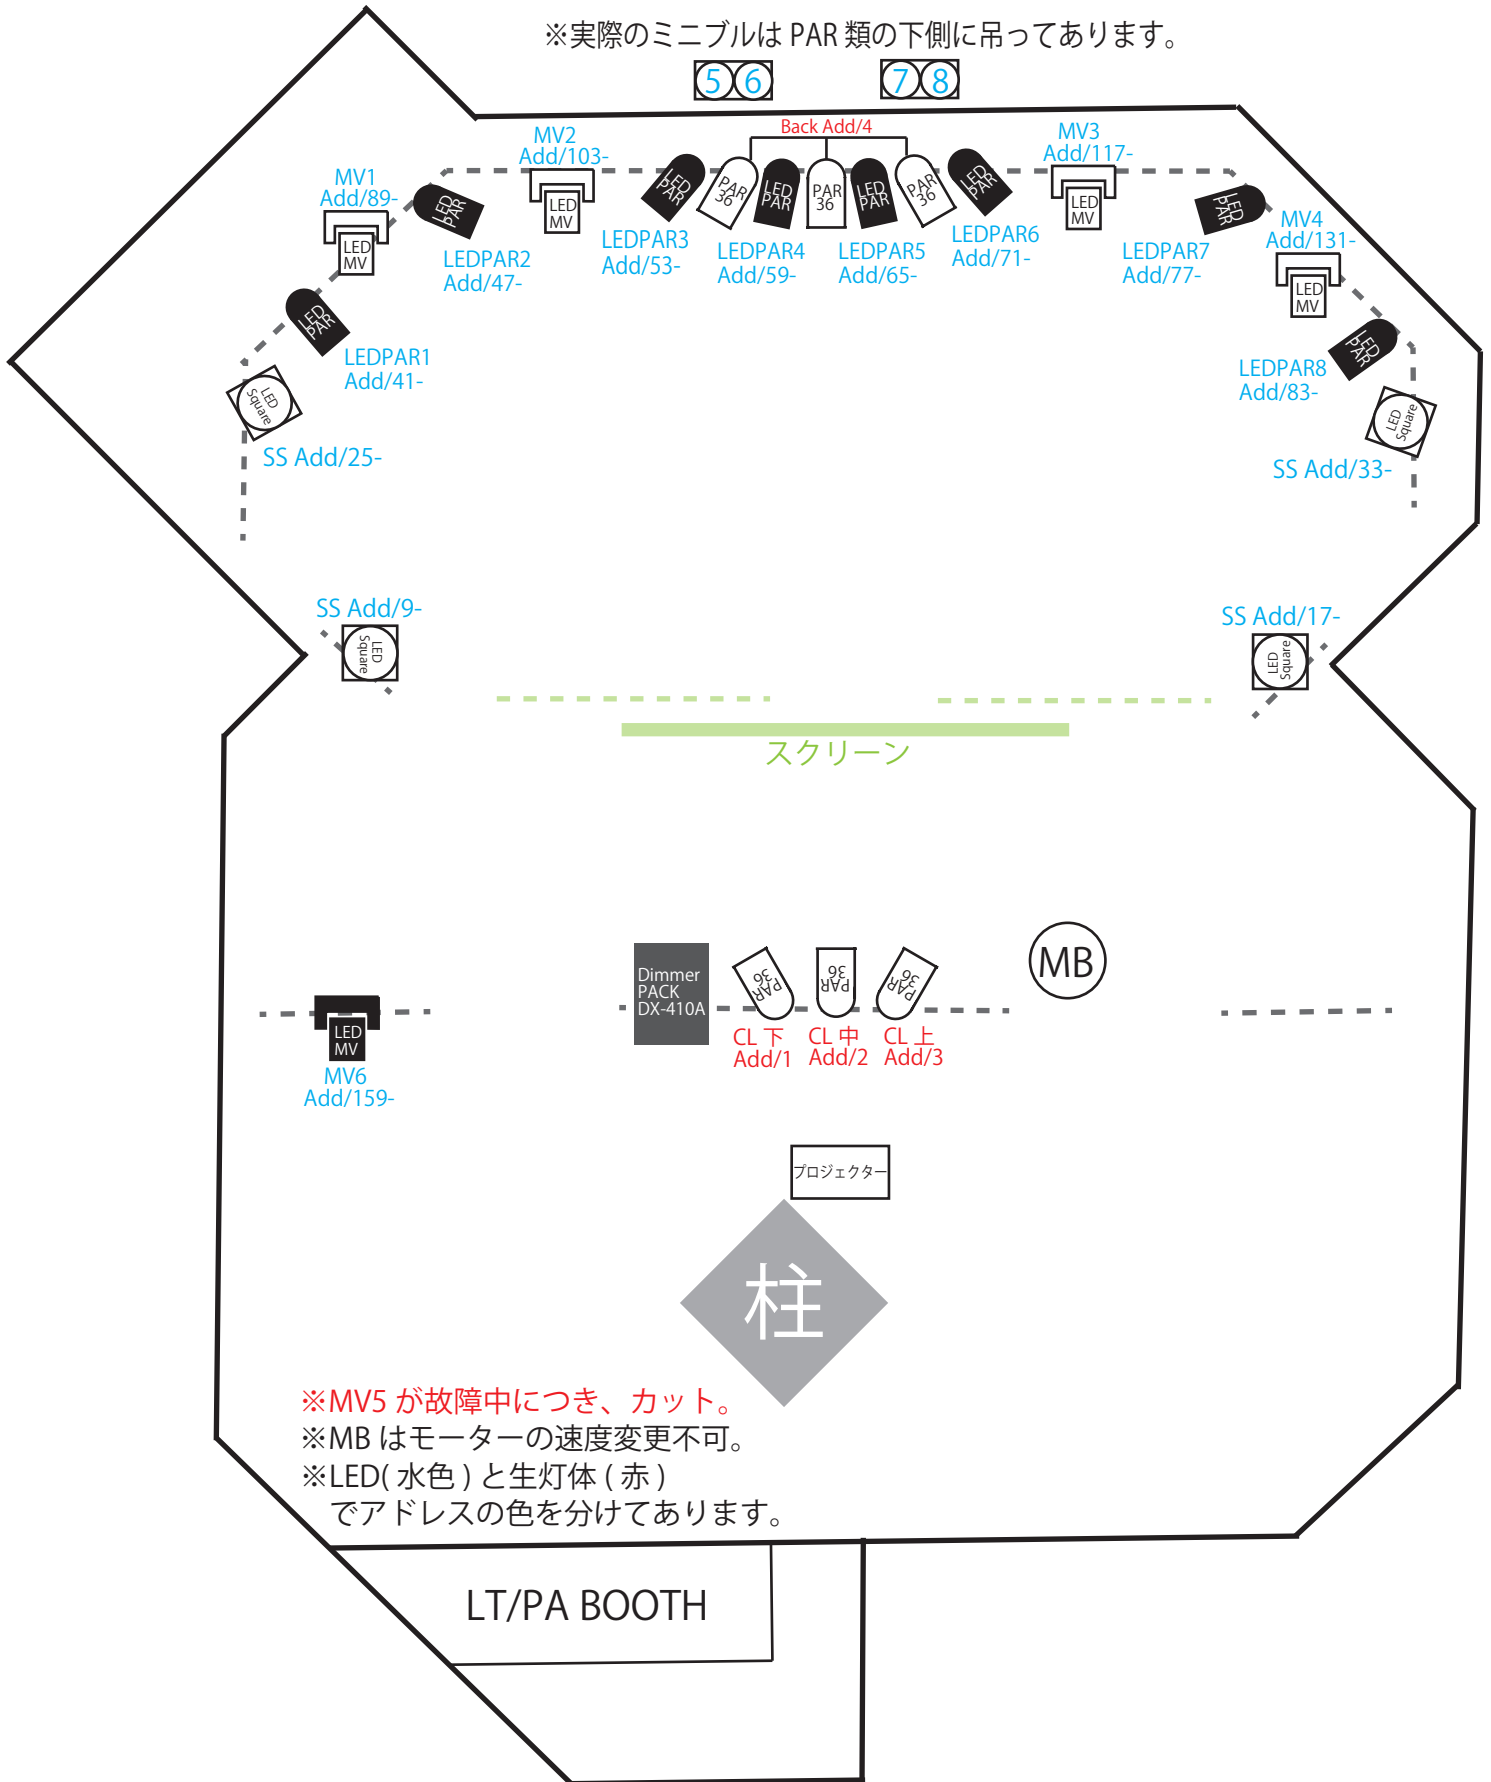 ※実際のミニブルは PAR 類の下側に吊ってあります。
5 6
7 8
Back Add/4
MV1
Add/89-
MV2
Add/103-
MV3
Add/117-
MV4
Add/131-
LED
MV
LED
MV
LED
MV
LED
MV
LED
PAR
LED
PAR
LED
PAR
PAR
36
LED
PAR
PAR
36
LED
PAR
PAR
36
LED
PAR
LED
PAR
LED
PAR
LEDPAR1
Add/41-
LEDPAR2
Add/47-
LEDPAR3
Add/53-
LEDPAR4
Add/59-
LEDPAR5
Add/65-
LEDPAR6
Add/71-
LEDPAR7
Add/77-
LEDPAR8
Add/83-
LED
Square
SS Add/25-
LED
Square
SS Add/33-
SS Add/9-
LED
Square
SS Add/17-
LED
Square
スクリーン
Dimmer
PACK
DX-410A
PAR
36
PAR
36
PAR
36
MB
CL 下
Add/1
CL 中
Add/2
CL 上
Add/3
LED
MV
MV6
Add/159-
プロジェクター
柱
※MV5 が故障中につき、カット。
※MB はモーターの速度変更不可。
※LED( 水色 ) と生灯体 ( 赤 )
でアドレスの色を分けてあります。
LT/PA BOOTH